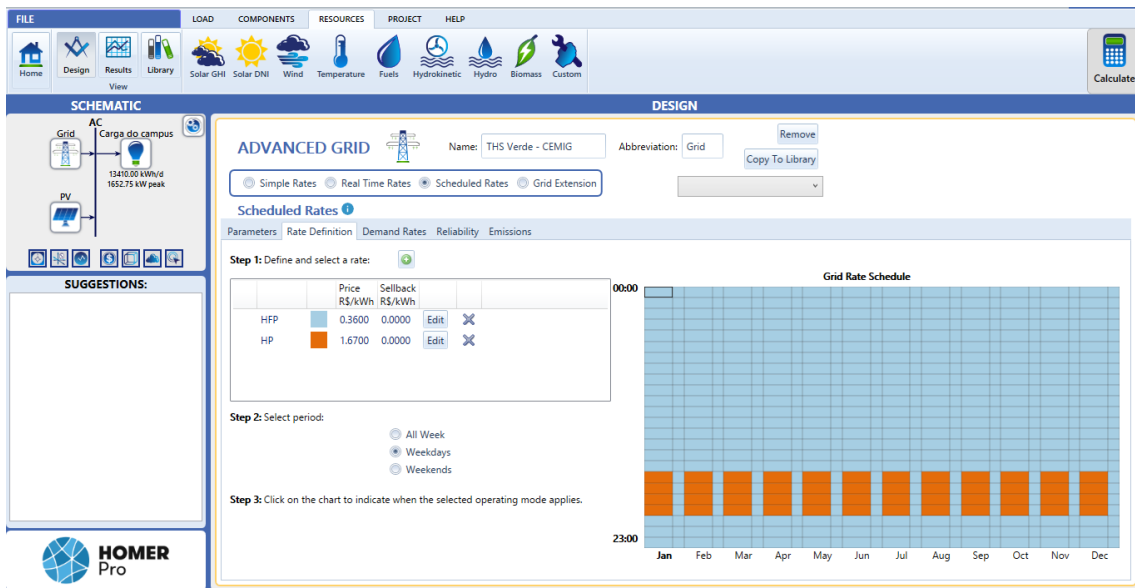 FILE
LOAD COMPONENTS RESOURCES PROJECT HELP
Home Design Results Library Solar GHI Solar DNI Wind Temperature Fuels Hydrokinetic Hydro Biomass Custom
View
Calculate
SCHEMATIC
DESIGN
AC
Grid Carga do campus
13410.00 kWh/d
1652.75 kW peak
PV
SUGGESTIONS:
HOMER
Pro
ADVANCED GRID Name: THS Verde - CEMIG Abbreviation: Grid Remove
Copy To Library
Simple Rates Real Time Rates Scheduled Rates Grid Extension
Scheduled Rates
Parameters Rate Definition Demand Rates Reliability Emissions
Step 1: Define and select a rate:
Price Sellback
R$/kWh R$/kWh
HFP 0.3600 0.0000 Edit
HP 1.6700 0.0000 Edit
Step 2: Select period:
All Week
Weekdays
Weekends
Step 3: Click on the chart to indicate when the selected operating mode applies.
Grid Rate Schedule
00:00
23:00
Jan Feb Mar Apr May Jun Jul Aug Sep Oct Nov Dec